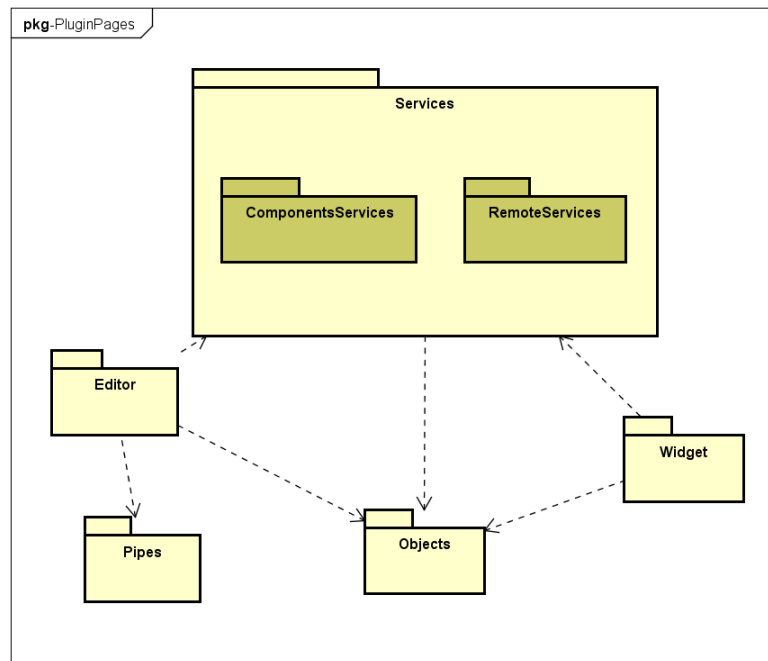 pkg-PluginPages
Services
ComponentsServices
RemoteServices
Editor
Widget
Pipes
Objects